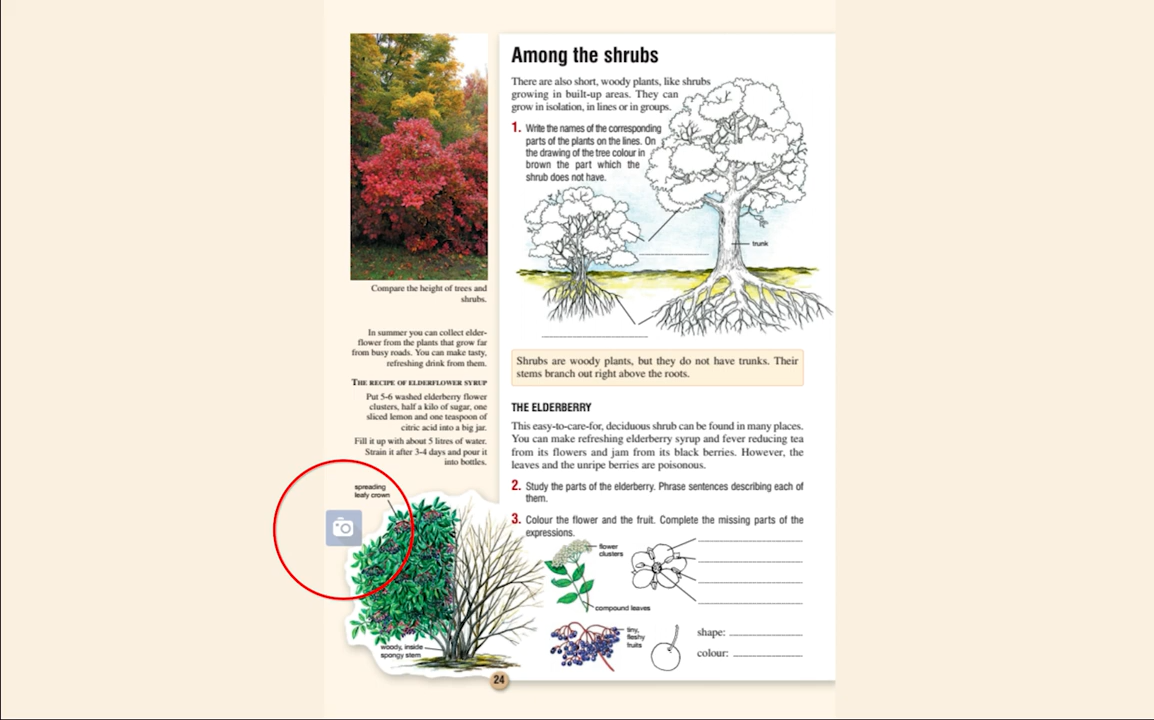 Compare the height of trees and
shrubs.
In summer you can collect elder-
flower from the plants that grow far
from busy roads. You can make tasty,
refreshing drink from them.
THE RECIPE OF ELDERFLOWER SYRUP
Put 5-6 washed elderberry flower
clusters, half a kilo of sugar, one
sliced lemon and one teaspoon of
citric acid into a big jar.
Fill it up with about 5 litres of water.
Strain it after 3-4 days and pour it
into bottles.
spreading
leafy crown
woody, inside
spongy stem
Among the shrubs
There are also short, woody plants, like shrubs
growing in built-up areas. They can
grow in isolation, in lines or in groups.
1. Write the names of the corresponding
parts of the plants on the lines. On
the drawing of the tree colour in
brown the part which the
shrub does not have.
trunk
Shrubs are woody plants, but they do not have trunks. Their
stems branch out right above the roots.
THE ELDERBERRY
This easy-to-care-for, deciduous shrub can be found in many places.
You can make refreshing elderberry syrup and fever reducing tea
from its flowers and jam from its black berries. However, the
leaves and the unripe berries are poisonous.
2. Study the parts of the elderberry. Phrase sentences describing each of
them.
3. Colour the flower and the fruit. Complete the missing parts of the
expressions.
flower
clusters
compound leaves
tiny,
fleshy
fruits
shape:
colour:
24